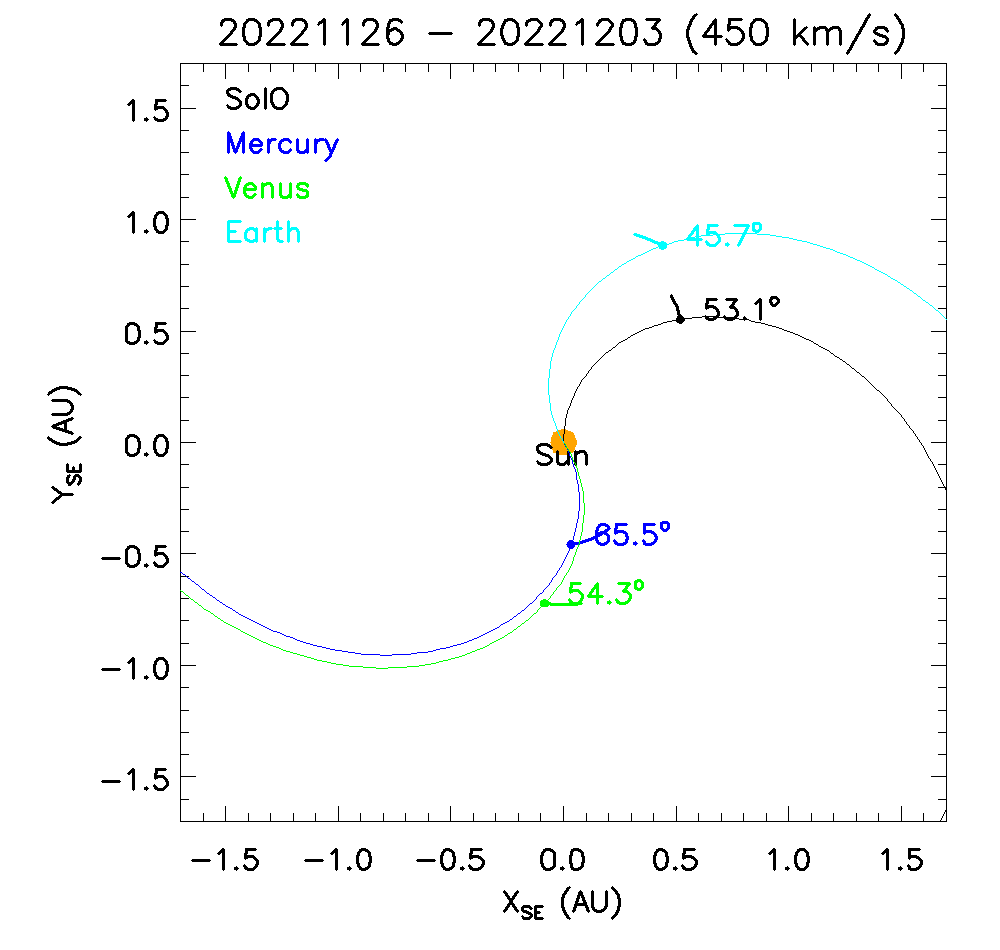 20221126 − 20221203 (450 km/s)
SolO
Mercury
Venus
Earth
1.5
1.0
0.5
0.0
−0.5
−1.0
−1.5
Y_SE (AU)
45.7°
53.1°
Sun
65.5°
54.3°
−1.5 −1.0 −0.5 0.0 0.5 1.0 1.5
X_SE (AU)